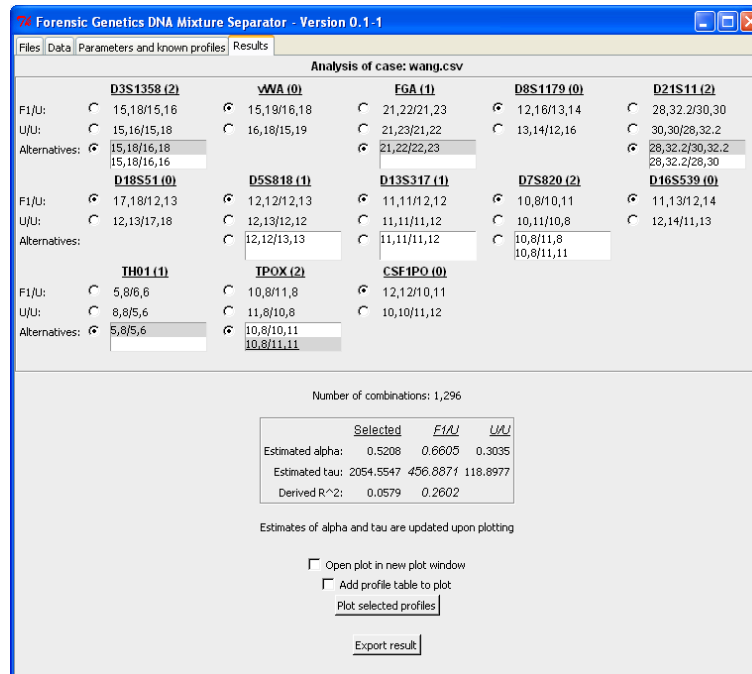 Forensic Genetics DNA Mixture Separator - Version 0.1-1
Files Data Parameters and known profiles Results
Analysis of case: wang.csv
D3S1358 (2) vWA (0) FGA (1) D8S1179 (0) D21S11 (2)
F1/U: 15,18/15,16 15,19/16,18 21,22/21,23 12,16/13,14 28,32.2/30,30
U/U: 15,16/15,18 16,18/15,19 21,23/21,22 13,14/12,16 30,30/28,32.2
Alternatives: 15,18/16,18 21,22/22,23 28,32.2/30,32.2
15,18/16,16 28,32.2/28,30
D18S51 (0) D5S818 (1) D13S317 (1) D7S820 (2) D16S539 (0)
F1/U: 17,18/12,13 12,12/12,13 11,11/12,12 10,8/10,11 11,13/12,14
U/U: 12,13/17,18 12,13/12,12 11,11/11,12 10,11/10,8 12,14/11,13
Alternatives: 12,12/13,13 11,11/11,12 10,8/11,8
10,8/11,11
TH01 (1) TPOX (2) CSF1PO (0)
F1/U: 5,8/6,6 10,8/11,8 12,12/10,11
U/U: 8,8/5,6 11,8/10,8 10,10/11,12
Alternatives: 5,8/5,6 10,8/10,11
10,8/11,11
Number of combinations: 1,296
Selected F1/U U/U
Estimated alpha: 0.5208 0.6605 0.3035
Estimated tau: 2054.5547 456.8871 118.8977
Derived R^2: 0.0579 0.2602
Estimates of alpha and tau are updated upon plotting
Open plot in new plot window
Add profile table to plot
Plot selected profiles
Export result